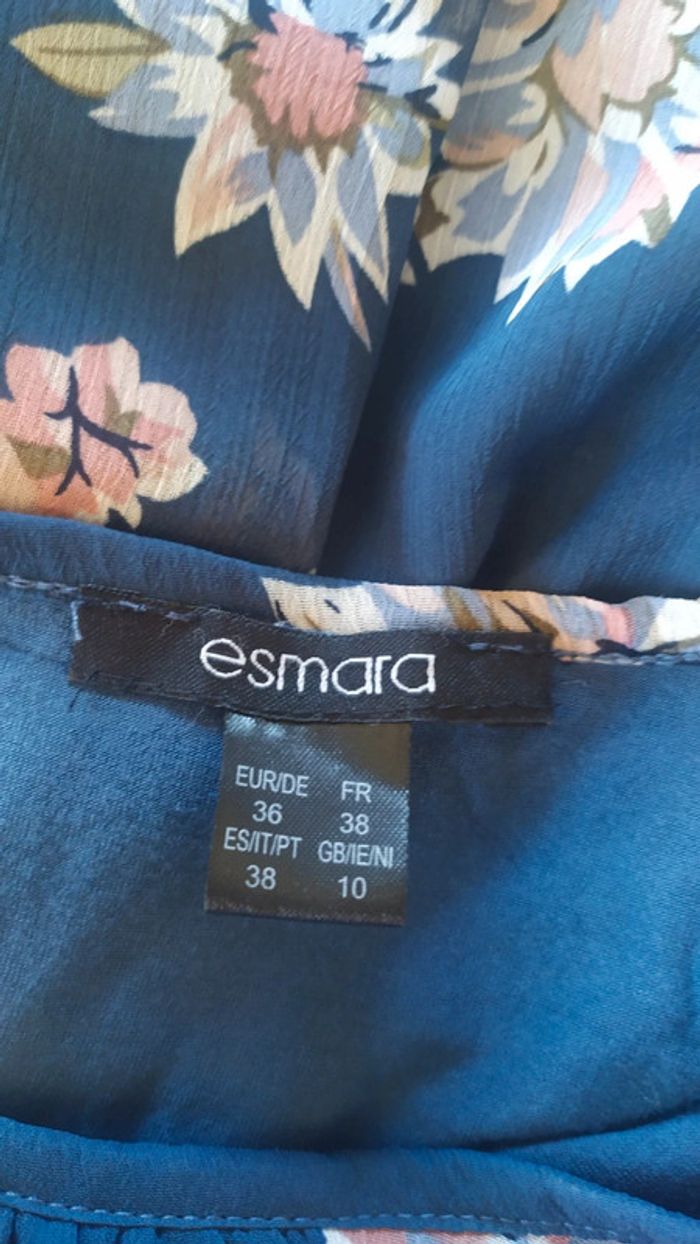 esmara
EUR/DE FR
36 38
ES/IT/PT GB/IE/NI
38 10